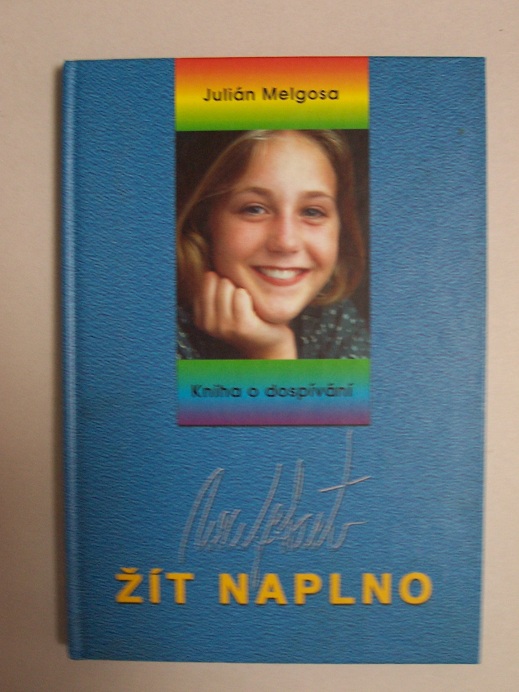 Julián Melgosa
Kniha o dospívání
ŽÍT NAPLNO